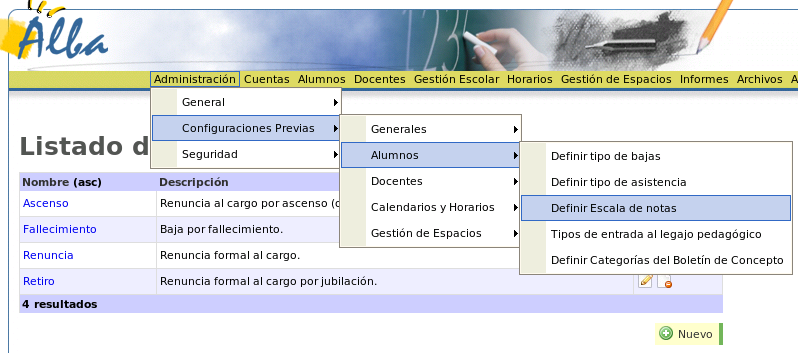 Alba
Administración Cuentas Alumnos Docentes Gestión Escolar Horarios Gestión de Espacios Informes Archivos A
General
Configuraciones Previas
Seguridad
Generales
Alumnos
Docentes
Calendarios y Horarios
Gestión de Espacios
Definir tipo de bajas
Definir tipo de asistencia
Definir Escala de notas
Tipos de entrada al legajo pedagógico
Definir Categorías del Boletín de Concepto
Listado d
Nombre (asc) Descripción
Ascenso Renuncia al cargo por ascenso (
Fallecimiento Baja por fallecimiento.
Renuncia Renuncia formal al cargo.
Retiro Renuncia formal al cargo por jubilación.
4 resultados
Nuevo